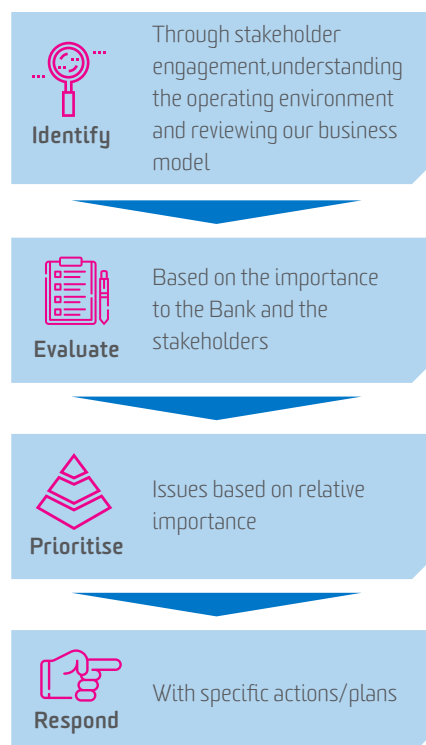 Through stakeholder
engagement,understanding
the operating environment
and reviewing our business
model
Identify
Based on the importance
to the Bank and the
stakeholders
Evaluate
Issues based on relative
importance
Prioritise
With specific actions/plans
Respond